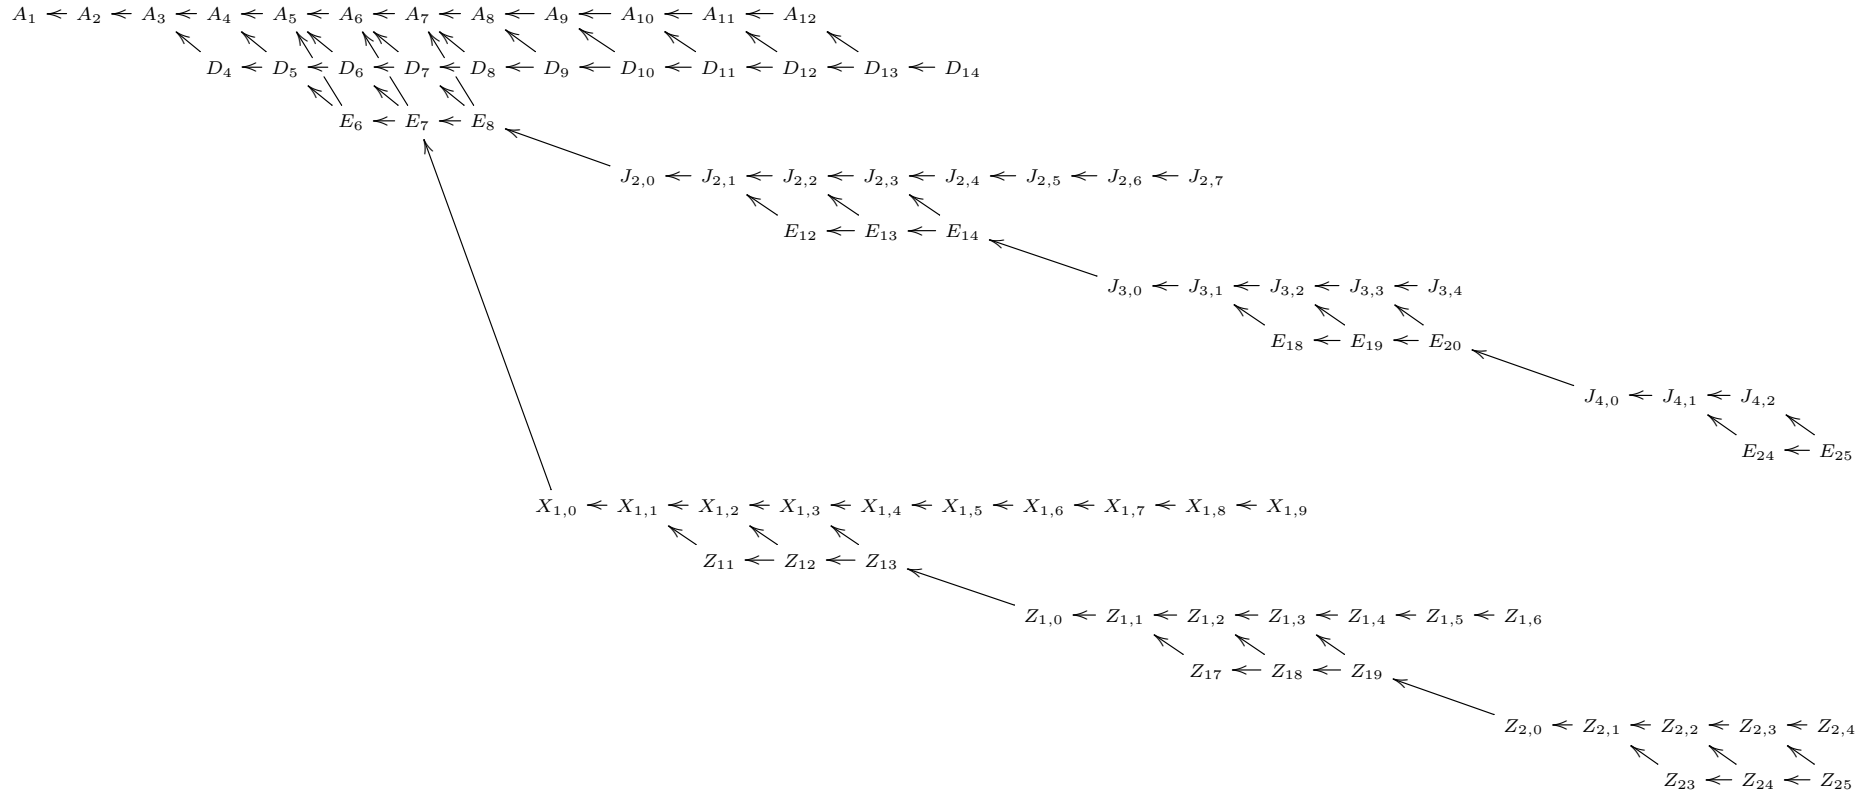 A₁ ← A₂ ← A₃ ← A₄ ← A₅ ← A₆ ← A₇ ← A₈ ← A₉ ← A₁₀ ← A₁₁ ← A₁₂
D₄ ← D₅ ← D₆ ← D₇ ← D₈ ← D₉ ← D₁₀ ← D₁₁ ← D₁₂ ← D₁₃ ← D₁₄
E₆ ← E₇ ← E₈
J₂,₀ ← J₂,₁ ← J₂,₂ ← J₂,₃ ← J₂,₄ ← J₂,₅ ← J₂,₆ ← J₂,₇
E₁₂ ← E₁₃ ← E₁₄
J₃,₀ ← J₃,₁ ← J₃,₂ ← J₃,₃ ← J₃,₄
E₁₈ ← E₁₉ ← E₂₀
J₄,₀ ← J₄,₁ ← J₄,₂
E₂₄ ← E₂₅
X₁,₀ ← X₁,₁ ← X₁,₂ ← X₁,₃ ← X₁,₄ ← X₁,₅ ← X₁,₆ ← X₁,₇ ← X₁,₈ ← X₁,₉
Z₁₁ ← Z₁₂ ← Z₁₃
Z₁,₀ ← Z₁,₁ ← Z₁,₂ ← Z₁,₃ ← Z₁,₄ ← Z₁,₅ ← Z₁,₆
Z₁₇ ← Z₁₈ ← Z₁₉
Z₂,₀ ← Z₂,₁ ← Z₂,₂ ← Z₂,₃ ← Z₂,₄
Z₂₃ ← Z₂₄ ← Z₂₅